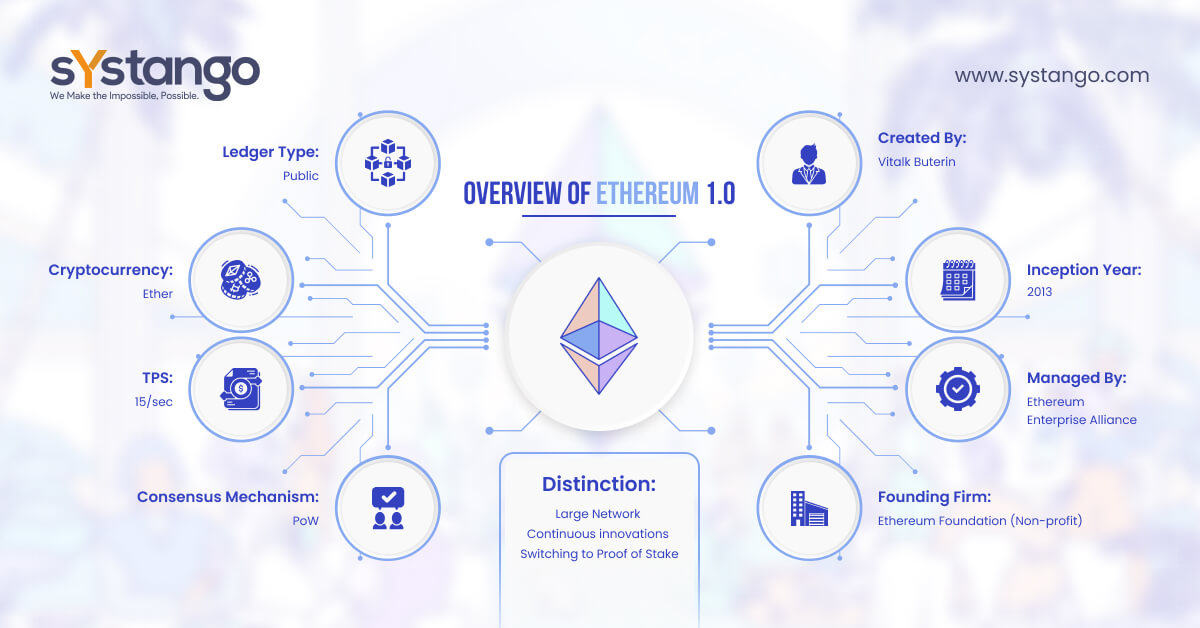 sYstango
We Make the Impossible, Possible.
www.systango.com
OVERVIEW OF ETHEREUM 1.0
Ledger Type:
Public
Cryptocurrency:
Ether
TPS:
15/sec
Consensus Mechanism:
PoW
Created By:
Vitalk Buterin
Inception Year:
2013
Managed By:
Ethereum
Enterprise Alliance
Founding Firm:
Ethereum Foundation (Non-profit)
Distinction:
Large Network
Continuous innovations
Switching to Proof of Stake